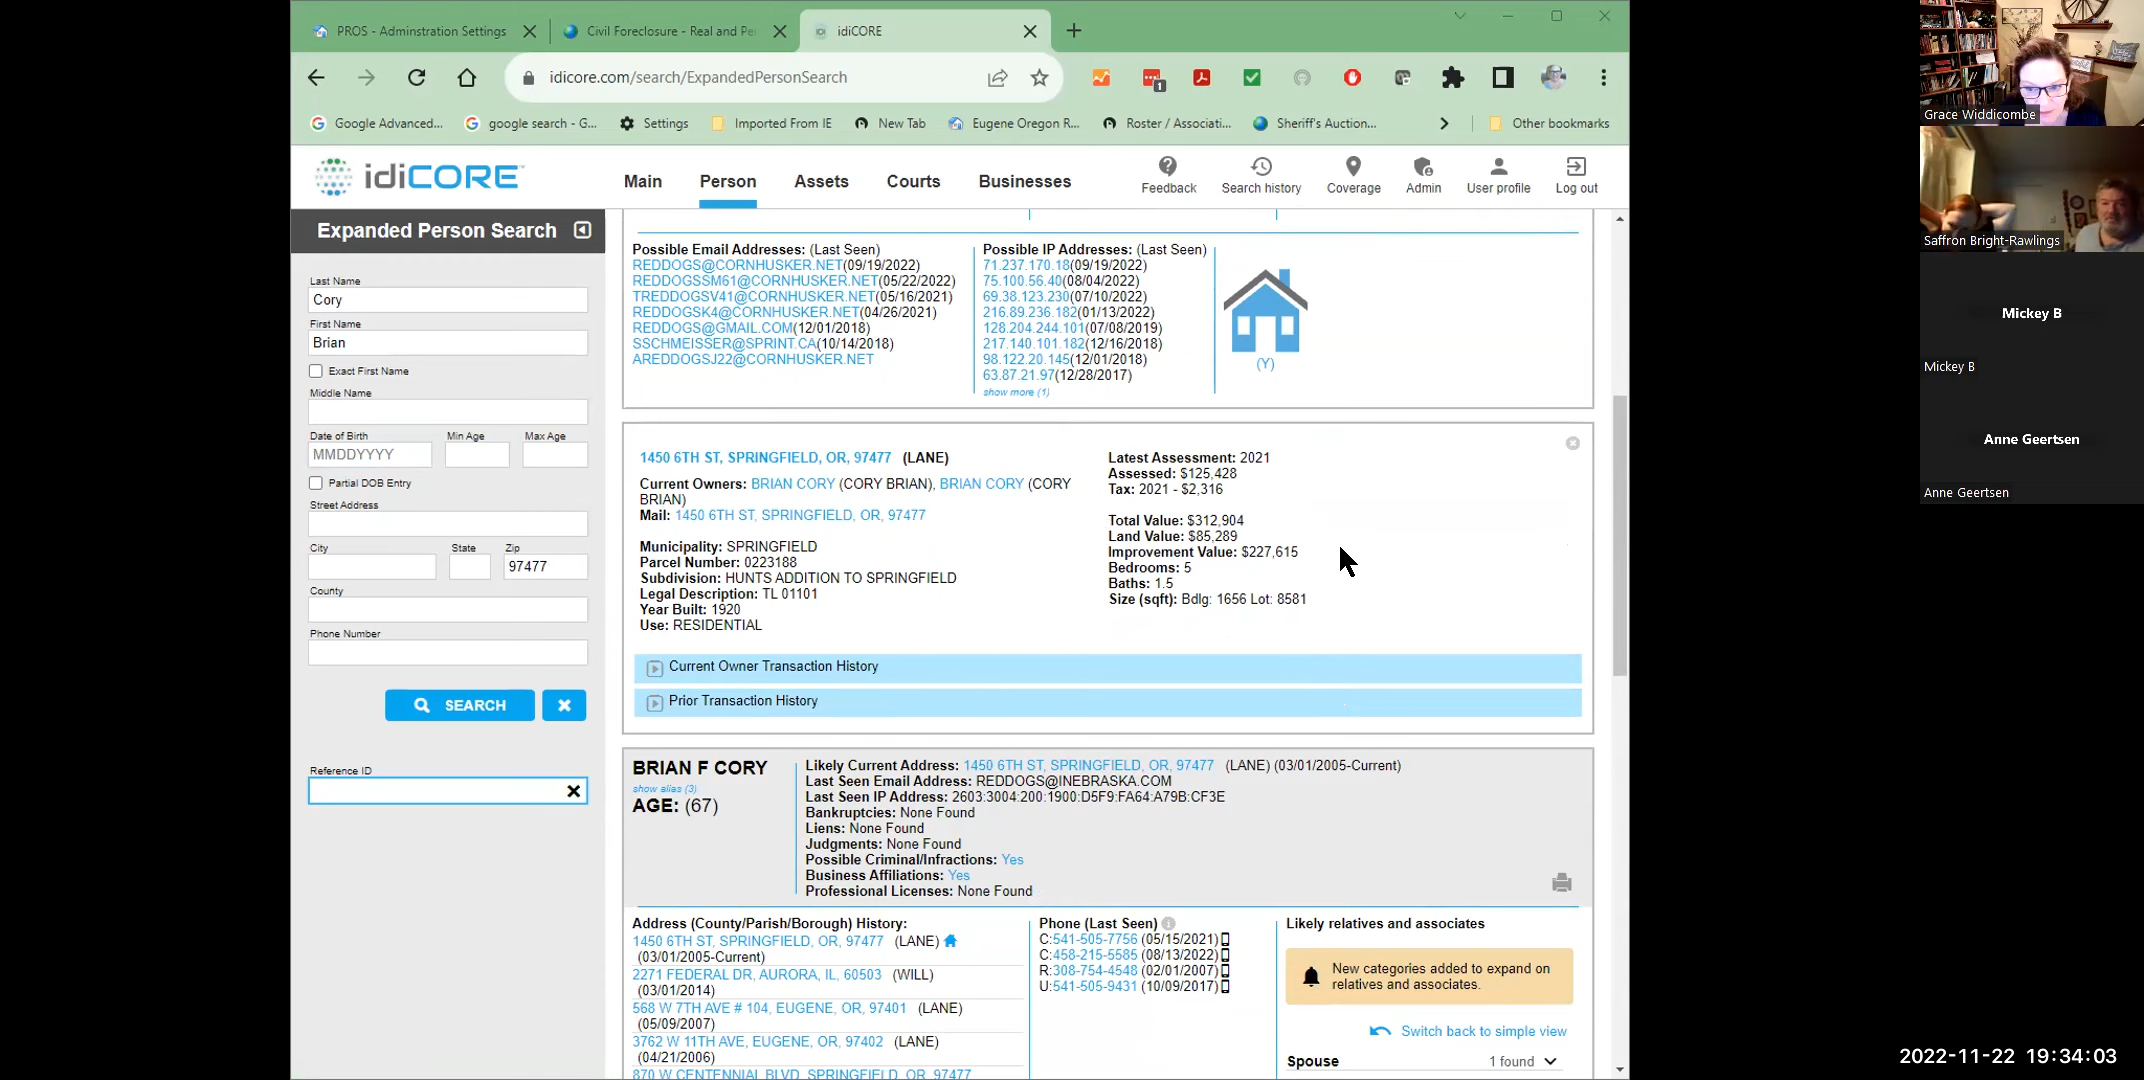 PROS - Adminstration Settings
Civil Foreclosure - Real and Pe
idiCORE
idicore.com/search/ExpandedPersonSearch
Google Advanced...
google search - G...
Settings
Imported From IE
New Tab
Eugene Oregon R...
Roster / Associati...
Sheriff's Auction...
Other bookmarks
idiCORE
Main
Person
Assets
Courts
Businesses
Feedback
Search history
Coverage
Admin
User profile
Log out
Expanded Person Search
Last Name
Cory
First Name
Brian
Exact First Name
Middle Name
Date of Birth Min Age Max Age
MMDDYYYY
Partial DOB Entry
Street Address
City State Zip
97477
County
Phone Number
SEARCH
Reference ID
Possible Email Addresses: (Last Seen)
REDDOGS@CORNHUSKER.NET(09/19/2022)
REDDOGSSM61@CORNHUSKER.NET(05/22/2022)
TREDDOGSV41@CORNHUSKER.NET(05/16/2021)
REDDOGSK4@CORNHUSKER.NET(04/26/2021)
REDDOGS@GMAIL.COM(12/01/2018)
SSCHMEISSER@SPRINT.CA(10/14/2018)
AREDDOGSJ22@CORNHUSKER.NET
Possible IP Addresses: (Last Seen)
71.237.170.18(09/19/2022)
75.100.56.40(08/04/2022)
69.38.123.230(07/10/2022)
216.89.236.182(01/13/2022)
128.204.244.101(07/08/2019)
217.140.101.182(12/16/2018)
98.122.20.145(12/01/2018)
63.87.21.97(12/28/2017)
show more (1)
(Y)
1450 6TH ST, SPRINGFIELD, OR, 97477 (LANE)
Current Owners: BRIAN CORY (CORY BRIAN), BRIAN CORY (CORY
BRIAN)
Mail: 1450 6TH ST, SPRINGFIELD, OR, 97477
Municipality: SPRINGFIELD
Parcel Number: 0223188
Subdivision: HUNTS ADDITION TO SPRINGFIELD
Legal Description: TL 01101
Year Built: 1920
Use: RESIDENTIAL
Latest Assessment: 2021
Assessed: $125,428
Tax: 2021 - $2,316
Total Value: $312,904
Land Value: $85,289
Improvement Value: $227,615
Bedrooms: 5
Baths: 1.5
Size (sqft): Bdlg: 1656 Lot: 8581
Current Owner Transaction History
Prior Transaction History
BRIAN F CORY
show alias (3)
AGE: (67)
Likely Current Address: 1450 6TH ST, SPRINGFIELD, OR, 97477 (LANE) (03/01/2005-Current)
Last Seen Email Address: REDDOGS@INEBRASKA.COM
Last Seen IP Address: 2603:3004:200:1900:D5F9:FA64:A79B:CF3E
Bankruptcies: None Found
Liens: None Found
Judgments: None Found
Possible Criminal/Infractions: Yes
Business Affiliations: Yes
Professional Licenses: None Found
Address (County/Parish/Borough) History:
1450 6TH ST, SPRINGFIELD, OR, 97477 (LANE)
(03/01/2005-Current)
2271 FEDERAL DR, AURORA, IL, 60503 (WILL)
(03/01/2014)
568 W 7TH AVE # 104, EUGENE, OR, 97401 (LANE)
(05/09/2007)
3762 W 11TH AVE, EUGENE, OR, 97402 (LANE)
(04/21/2006)
870 W CENTENNIAL BLVD, SPRINGFIELD, OR, 97477
Phone (Last Seen)
C:541-505-7756 (05/15/2021)
C:458-215-5585 (08/13/2022)
R:308-754-4548 (02/01/2007)
U:541-505-9431 (10/09/2017)
Likely relatives and associates
New categories added to expand on
relatives and associates.
Switch back to simple view
Spouse 1 found
Grace Widdicombe
Saffron Bright-Rawlings
Mickey B
Mickey B
Anne Geertsen
Anne Geertsen
2022-11-22 19:34:03